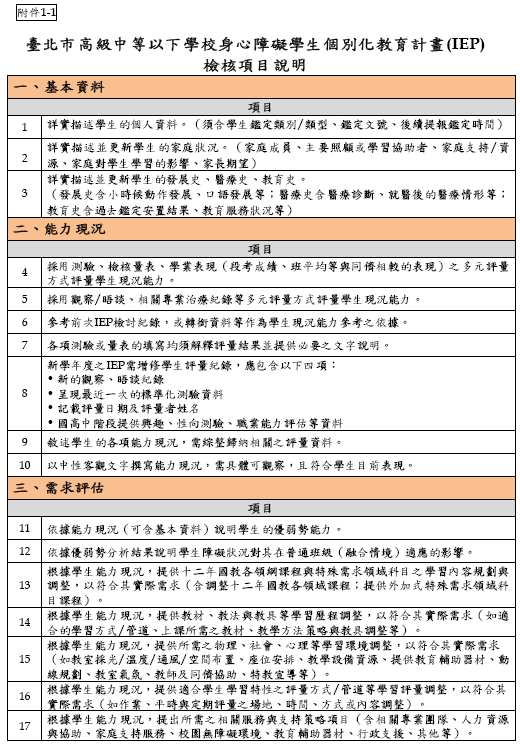 附件1-1
臺北市高級中等以下學校身心障礙學生個別化教育計畫(IEP)
檢核項目說明
一、基本資料
項目
1 詳實描述學生的個人資料。（須含學生鑑定類別/類型、鑑定文號、後續提報鑑定時間）
2 詳實描述並更新學生的家庭狀況。（家庭成員、主要照顧或學習協助者、家庭支持/資
源、家庭對學生學習的影響、家長期望）
3 詳實描述並更新學生的發展史、醫療史、教育史。
（發展史含小時候動作發展、口語發展等；醫療史含醫療診斷、就醫後的醫療情形等；
教育史含過去鑑定安置結果、教育服務狀況等）
二、能力現況
項目
4 採用測驗、檢核量表、學業表現（段考成績、班平均等與同儕相較的表現）之多元評量
方式評量學生現況能力。
5 採用觀察/晤談、相關專業治療紀錄等多元評量方式評量學生現況能力。
6 參考前次IEP檢討紀錄，或轉銜資料等作為學生現況能力參考之依據。
7 各項測驗或量表的填寫均須解釋評量結果並提供必要之文字說明。
8 新學年度之IEP需增修學生評量紀錄，應包含以下四項：
• 新的觀察、晤談紀錄
• 呈現最近一次的標準化測驗資料
• 記載評量日期及評量者姓名
• 國高中階段提供興趣、性向測驗、職業能力評估等資料
9 敘述學生的各項能力現況，需綜整歸納相關之評量資料。
10 以中性客觀文字撰寫能力現況，需具體可觀察，且符合學生目前表現。
三、需求評估
項目
11 依據能力現況（可含基本資料）說明學生的優弱勢能力。
12 依據優弱勢分析結果說明學生障礙狀況對其在普通班級（融合情境）適應的影響。
13 根據學生能力現況，提供十二年國教各領綱課程與特殊需求領域科目之學習內容規劃與
調整，以符合其實際需求（含調整十二年國教各領域課程；提供外加式特殊需求領域科
目課程）。
14 根據學生能力現況，提供教材、教法與教具等學習歷程調整，以符合其實際需求（如適
合的學習方式/管道、上課所需之教材、教學方法策略與教具調整等）。
15 根據學生能力現況，提供所需之物理、社會、心理等學習環境調整，以符合其實際需求
（如教室採光/溫度/通風/空間布置、座位安排、教學設備資源、提供教育輔助器材、動
線規劃、教室氣氛、教師及同儕協助、特教宣導等）。
16 根據學生能力現況，提供適合學生學習特性之評量方式/管道等學習評量調整，以符合其
實際需求（如作業、平時與定期評量之場地、時間、方式或內容調整）。
17 根據學生能力現況，提出所需之相關服務與支持策略項目（含相關專業團隊、人力資源
與協助、家庭支持服務、校園無障礙環境、教育輔助器材、行政支援、其他等）。